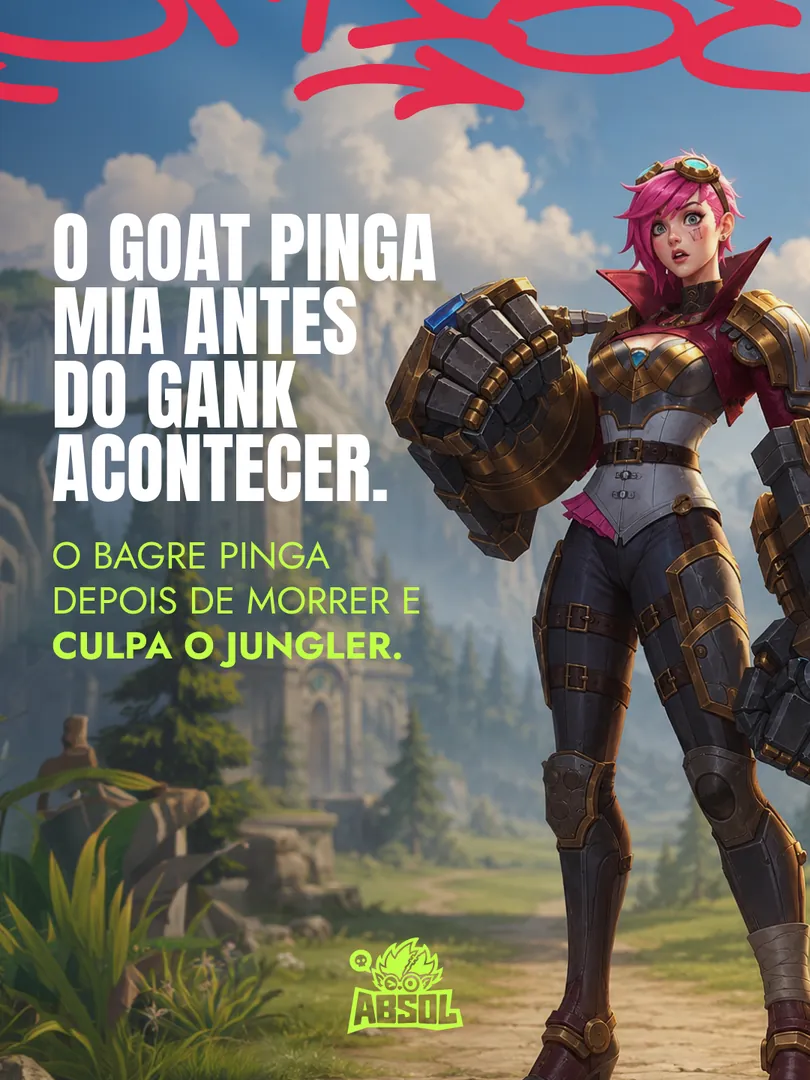 O GOAT PINGA
MIA ANTES
DO GANK
ACONTECER.
O BAGRE PINGA
DEPOIS DE MORRER E
CULPA O JUNGLER.
ABSOL